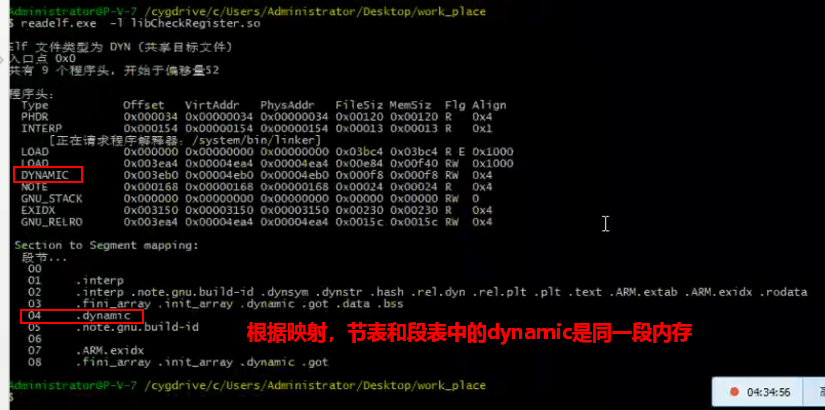 Administrator@P-V-7 /cygdrive/c/Users/Administrator/Desktop/work_place
$ readelf.exe -l libCheckRegister.so
Elf 文件类型为 DYN (共享目标文件)
入口点 0x0
共有 9 个程序头，开始于偏移量52
程序头：
Type Offset VirtAddr PhysAddr FileSiz MemSiz Flg Align
PHDR 0x000034 0x00000034 0x00000034 0x00120 0x00120 R 0x4
INTERP 0x000154 0x00000154 0x00000154 0x00013 0x00013 R 0x1
[正在请求程序解释器：/system/bin/linker]
LOAD 0x000000 0x00000000 0x00000000 0x03bc4 0x03bc4 R E 0x1000
LOAD 0x003ea4 0x00004ea4 0x00004ea4 0x00e84 0x00f40 RW 0x1000
DYNAMIC 0x003eb0 0x00004eb0 0x00004eb0 0x000f8 0x000f8 RW 0x4
NOTE 0x000168 0x00000168 0x00000168 0x00024 0x00024 R 0x4
GNU_STACK 0x000000 0x00000000 0x00000000 0x00000 0x00000 RW 0
EXIDX 0x003150 0x00003150 0x00003150 0x00230 0x00230 R 0x4
GNU_RELRO 0x003ea4 0x00004ea4 0x00004ea4 0x0015c 0x0015c RW 0x4
Section to Segment mapping:
段节...
00
01 .interp
02 .interp .note.gnu.build-id .dynsym .dynstr .hash .rel.dyn .rel.plt .plt .text .ARM.extab .ARM.exidx .rodata
03 .fini_array .init_array .dynamic .got .data .bss
04 .dynamic
05 .note.gnu.build-id
06
07 .ARM.exidx
08 .fini_array .init_array .dynamic .got
根据映射，节表和段表中的dynamic是同一段内存
Administrator@P-V-7 /cygdrive/c/Users/Administrator/Desktop/work_place
$
04:34:56